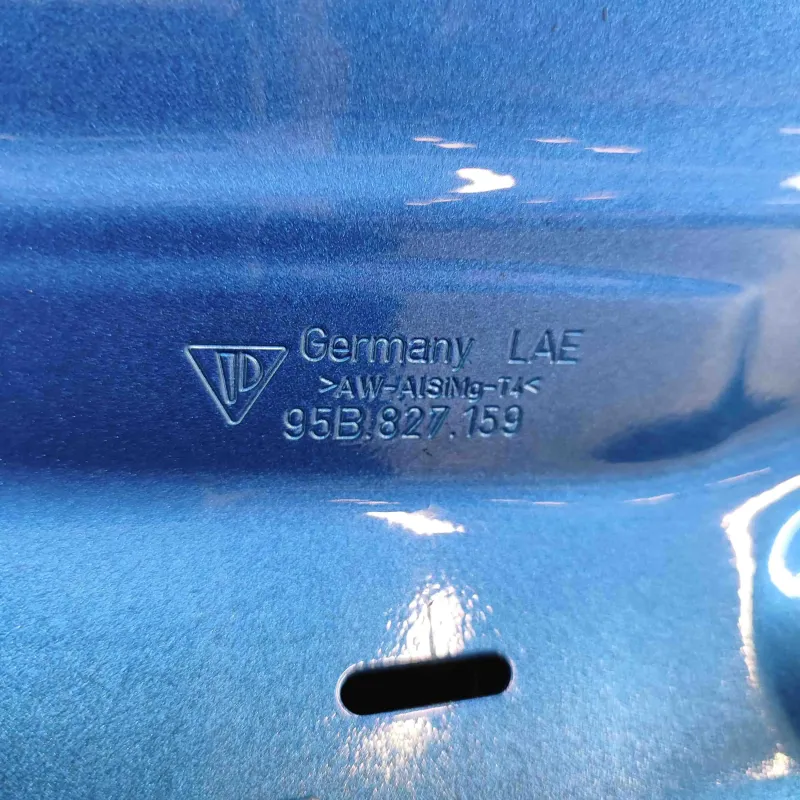 Germany LAE
>AW-AlSiMg-T4<
95B.827.159